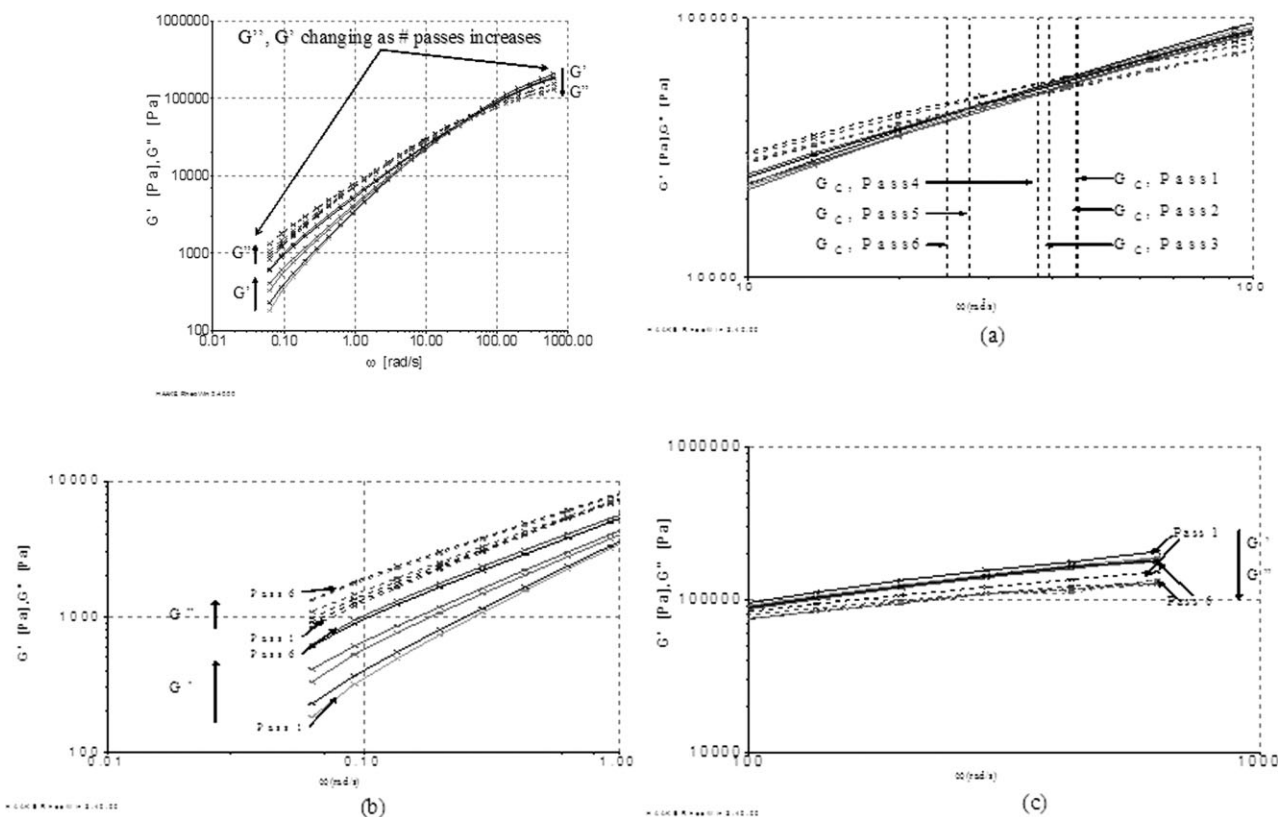 1000000
G’’, G’ changing as # passes increases
100000
10000
1000
100
G' [Pa], G'' [Pa]
G’
G’’
G’’
G’
0.01 0.10 1.00 10.00 100.00 1000.00
ω [rad/s]
100000
10000
G' [Pa], G'' [Pa]
G C, Pass4
G C, Pass5
G C, Pass6
G C, Pass1
G C, Pass2
G C, Pass3
10 100
ω(rad/s)
(a)
10000
1000
100
G' [Pa], G'' [Pa]
G’’
G’
Pass 6
Pass 1
Pass 6
Pass 1
0.01 0.10 1.00
ω(rad/s)
(b)
1000000
100000
10000
G' [Pa], G'' [Pa]
Pass 1
Pass 6
G’
G’’
100 1000
ω(rad/s)
(c)